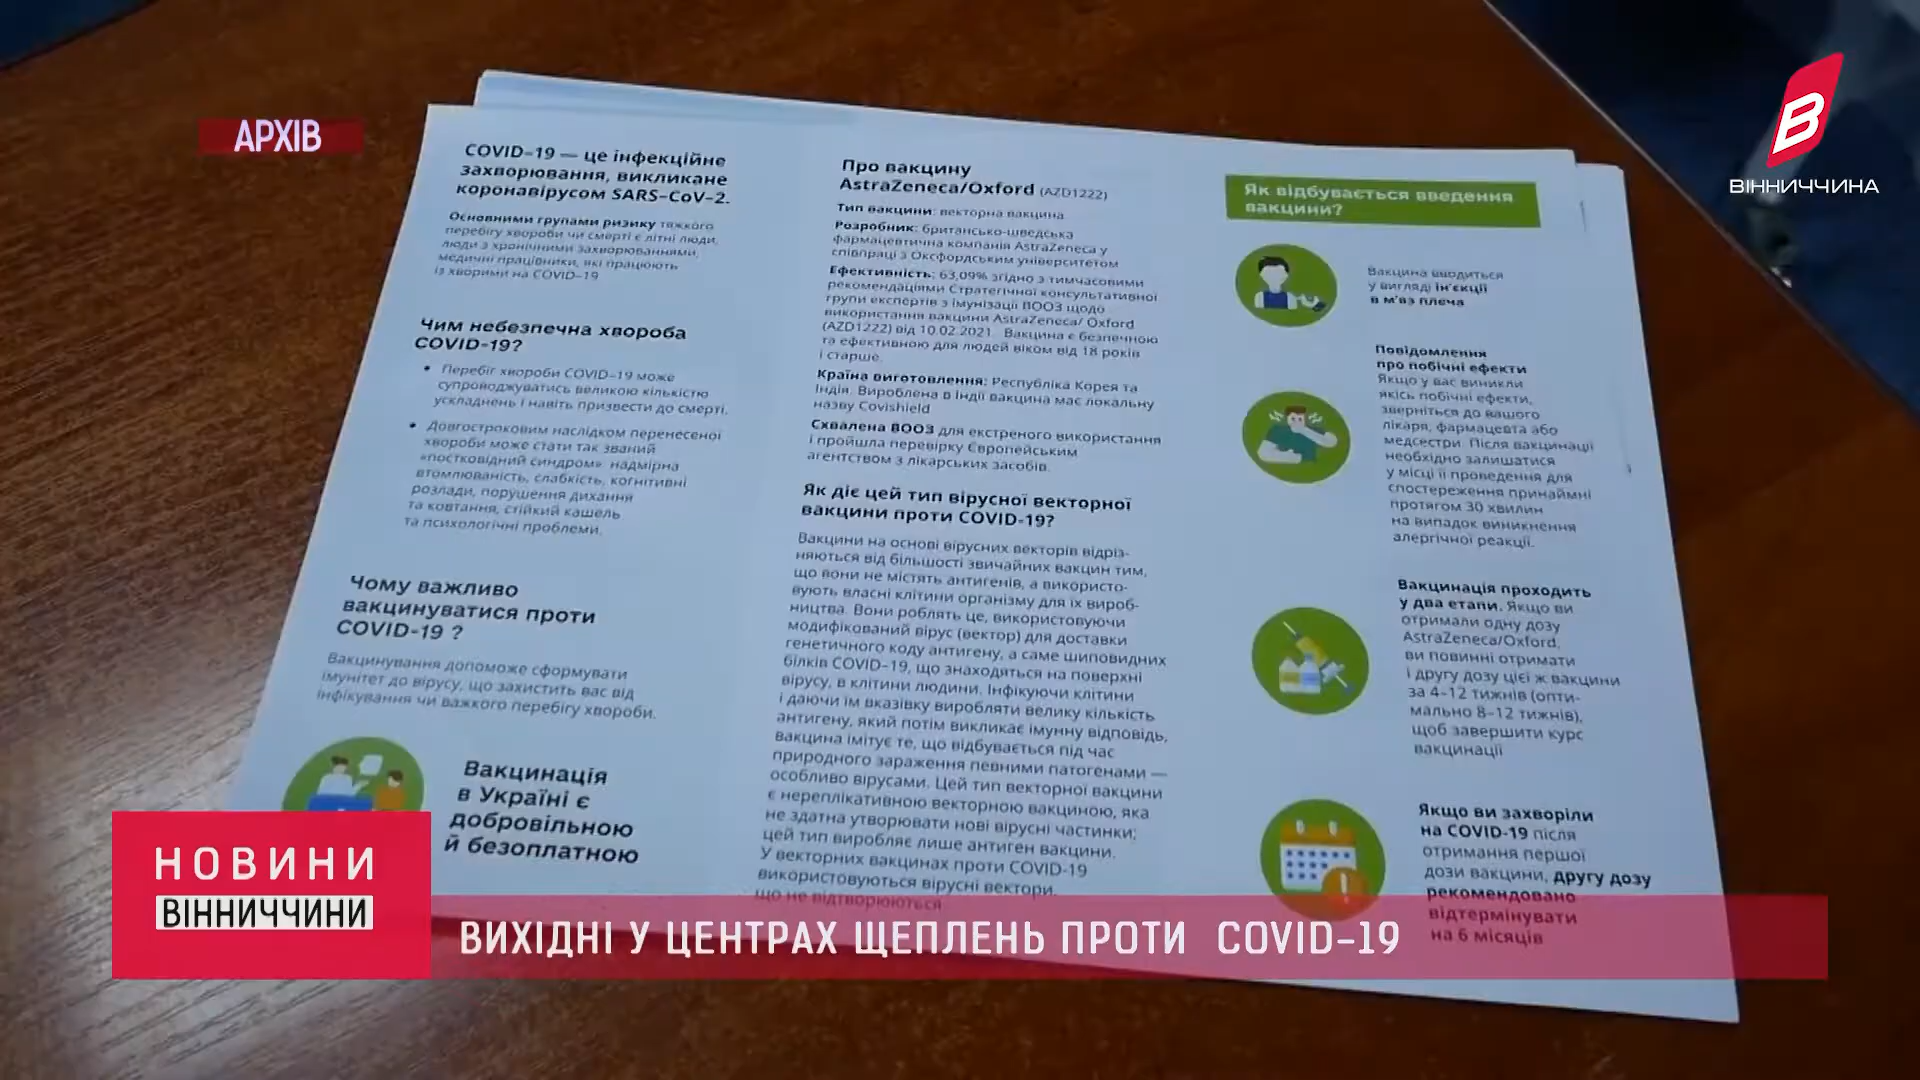 АРХІВ
В
ВІННИЧЧИНА
COVID–19 — це інфекційне
захворювання, викликане
коронавірусом SARS–CoV–2.
Основними групами ризику тяжкого
перебігу хвороби чи смерті є літні люди,
люди з хронічними захворюваннями,
медичні працівники, які працюють
із хворими на COVID–19
Чим небезпечна хвороба
COVID-19?
• Перебіг хвороби COVID–19 може
супроводжуватись великою кількістю
ускладнень і навіть призвести до смерті.
• Довгостроковим наслідком перенесеної
хвороби може стати так званий
«постковідний синдром»: надмірна
втомлюваність, слабкість, когнітивні
розлади, порушення дихання
та ковтання, стійкий кашель
та психологічні проблеми.
Чому важливо
вакцинуватися проти
COVID-19 ?
Вакцинування допоможе сформувати
імунітет до вірусу, що захистить вас від
інфікування чи важкого перебігу хвороби.
Вакцинація
в Україні є
добровільною
й безоплатною
Про вакцину
AstraZeneca/Oxford (AZD1222)
Тип вакцини: векторна вакцина
Розробник: британсько-шведська
фармацевтична компанія AstraZeneca у
співпраці з Оксфордським університетом
Ефективність: 63,09% згідно з тимчасовими
рекомендаціями Стратегічної консультативної
групи експертів з імунізації ВООЗ щодо
використання вакцини AstraZeneca/ Oxford
(AZD1222) від 10.02.2021. Вакцина є безпечною
та ефективною для людей віком від 18 років
і старше.
Країна виготовлення: Республіка Корея та
Індія. Вироблена в Індії вакцина має локальну
назву Covishield
Схвалена ВООЗ для екстреного використання
і пройшла перевірку Європейським
агентством з лікарських засобів.
Як діє цей тип вірусної векторної
вакцини проти COVID-19?
Вакцини на основі вірусних векторів відріз-
няються від більшості звичайних вакцин тим,
що вони не містять антигенів, а використо-
вують власні клітини організму для їх вироб-
ництва. Вони роблять це, використовуючи
модифікований вірус (вектор) для доставки
генетичного коду антигену, а саме шиповидних
білків COVID–19, що знаходяться на поверхні
вірусу, в клітини людини. Інфікуючи клітини
і даючи їм вказівку виробляти велику кількість
антигену, який потім викликає імунну відповідь,
вакцина імітує те, що відбувається під час
природного зараження певними патогенами —
особливо вірусами. Цей тип векторної вакцини
є нереплікативною векторною вакциною, яка
не здатна утворювати нові вірусні частинки;
цей тип виробляє лише антиген вакцини.
У векторних вакцинах проти COVID-19
використовуються вірусні вектори,
що не відтворюються
Як відбувається введення
вакцини?
Вакцина вводиться
у вигляді ін'єкції
в м'яз плеча
Повідомлення
про побічні ефекти
Якщо у вас виникли
якісь побічні ефекти,
зверніться до вашого
лікаря, фармацевта або
медсестри. Після вакцинації
необхідно залишатися
у місці її проведення для
спостереження принаймні
протягом 30 хвилин
на випадок виникнення
алергічної реакції.
Вакцинація проходить
у два етапи. Якщо ви
отримали одну дозу
AstraZeneca/Oxford,
ви повинні отримати
і другу дозу цієї ж вакцини
за 4–12 тижнів (опти-
мально 8–12 тижнів),
щоб завершити курс
вакцинації
Якщо ви захворіли
на COVID-19 після
отримання першої
дози вакцини, другу дозу
рекомендовано
відтермінувати
на 6 місяців
НОВИНИ
ВІННИЧЧИНИ
ВИХІДНІ У ЦЕНТРАХ ЩЕПЛЕНЬ ПРОТИ COVID–19